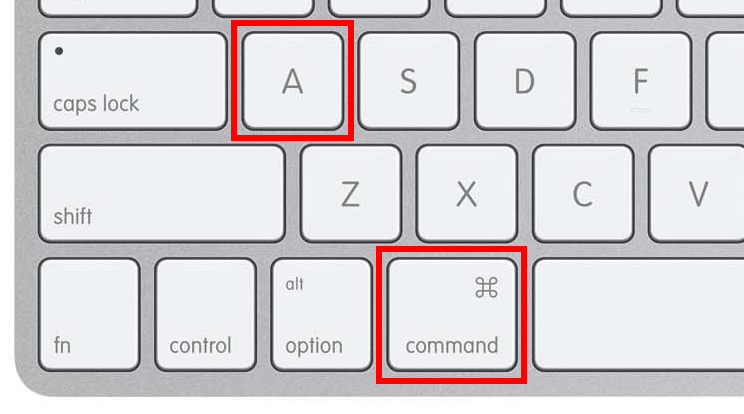 A S D F
caps lock
Z X C V
shift
alt ⌘
fn control option command